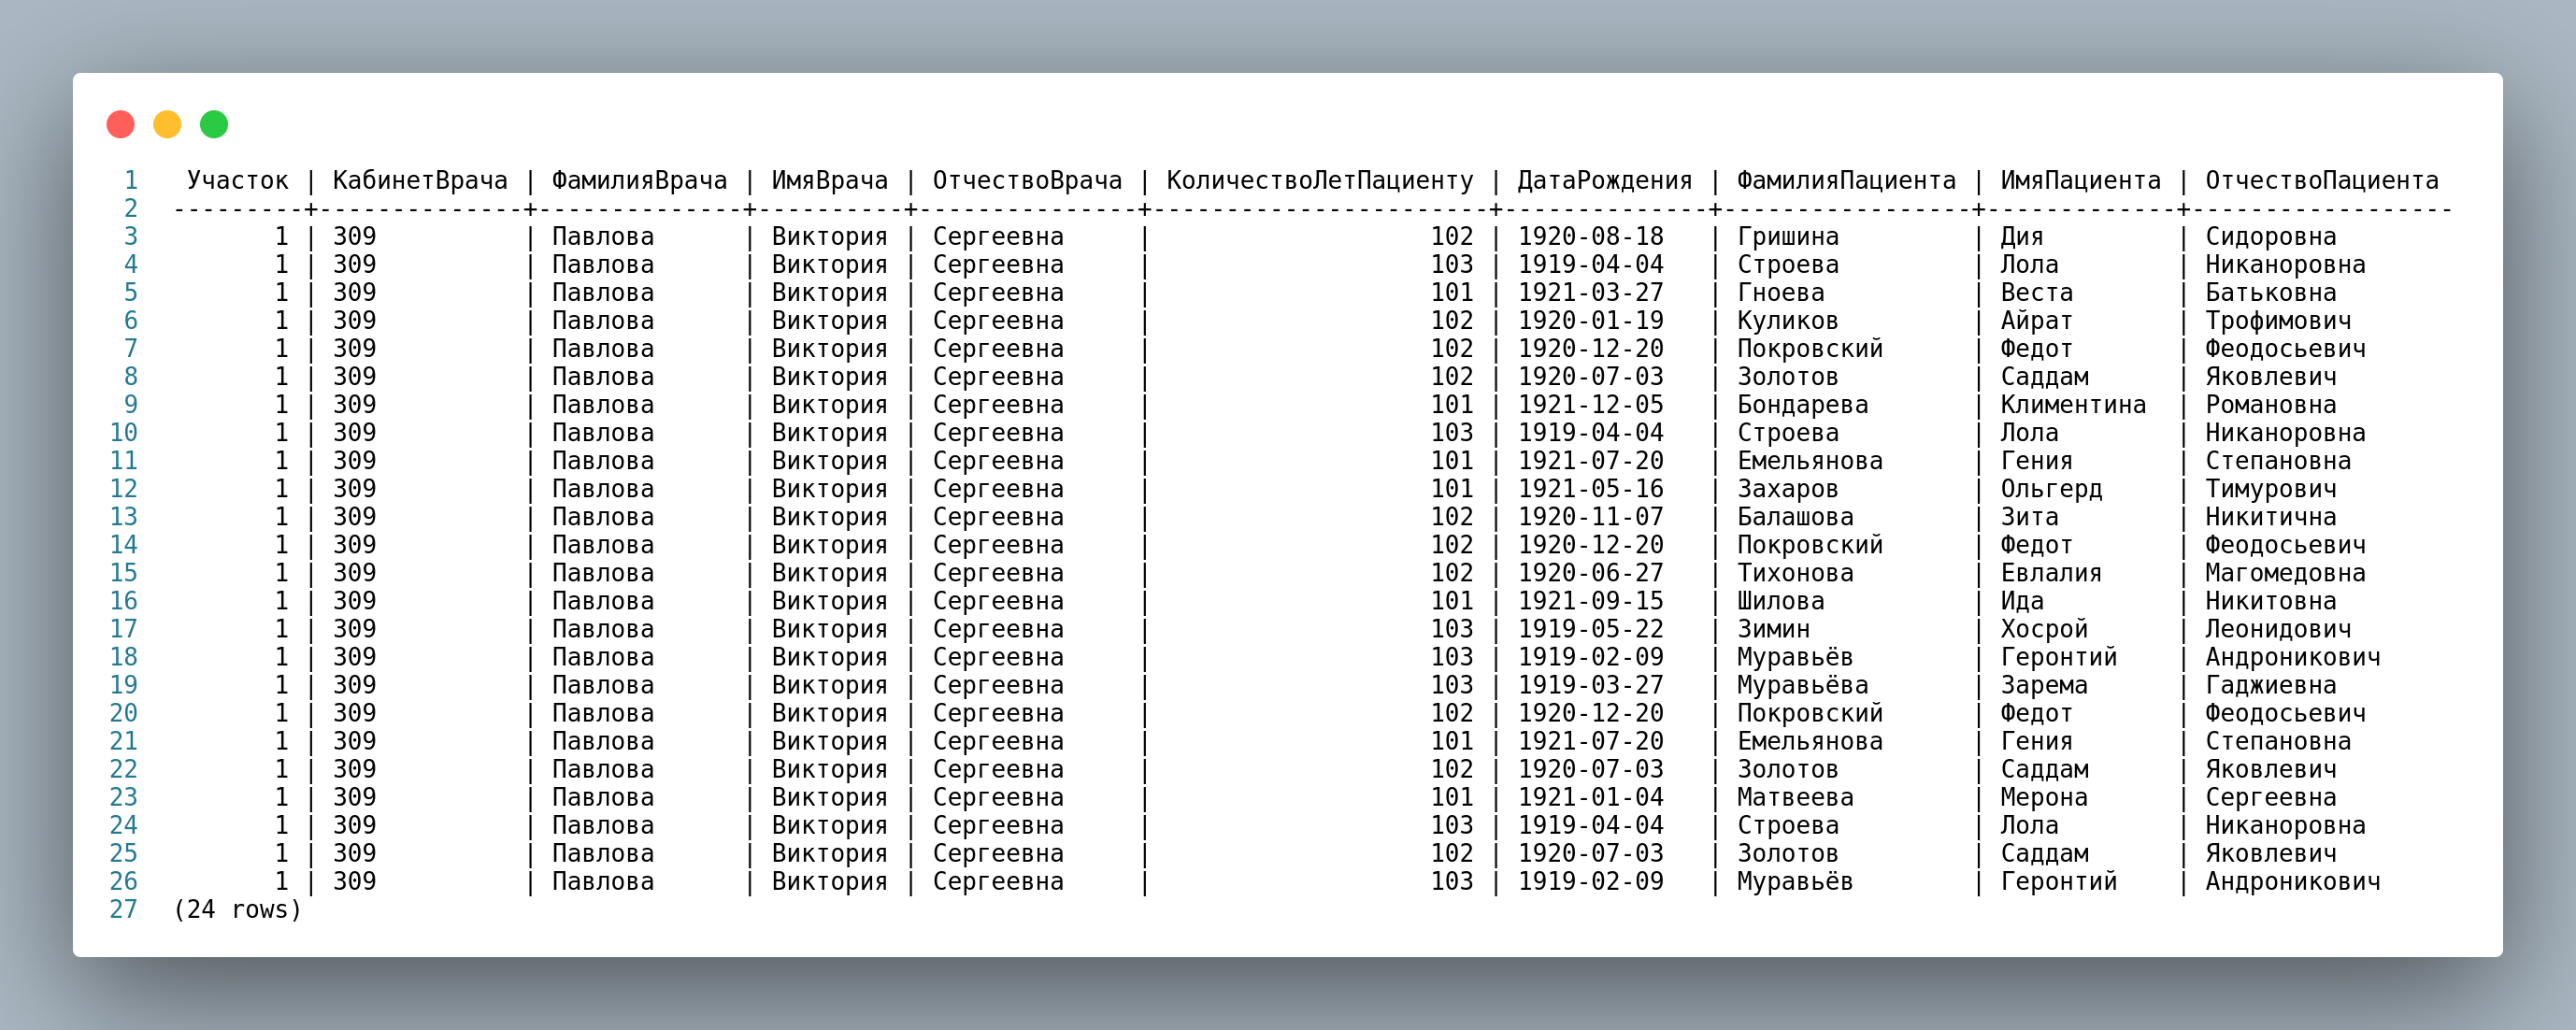 1 Участок | КабинетВрача | ФамилияВрача | ИмяВрача | ОтчествоВрача | КоличествоЛетПациенту | ДатаРождения | ФамилияПациента | ИмяПациента | ОтчествоПациента
2 ---------+--------------+--------------+----------+---------------+-----------------------+--------------+-----------------+-------------+------------------
3 1 | 309 | Павлова | Виктория | Сергеевна | 102 | 1920-08-18 | Гришина | Дия | Сидоровна
4 1 | 309 | Павлова | Виктория | Сергеевна | 103 | 1919-04-04 | Строева | Лола | Никаноровна
5 1 | 309 | Павлова | Виктория | Сергеевна | 101 | 1921-03-27 | Гноева | Веста | Батьковна
6 1 | 309 | Павлова | Виктория | Сергеевна | 102 | 1920-01-19 | Куликов | Айрат | Трофимович
7 1 | 309 | Павлова | Виктория | Сергеевна | 102 | 1920-12-20 | Покровский | Федот | Феодосьевич
8 1 | 309 | Павлова | Виктория | Сергеевна | 102 | 1920-07-03 | Золотов | Саддам | Яковлевич
9 1 | 309 | Павлова | Виктория | Сергеевна | 101 | 1921-12-05 | Бондарева | Климентина | Романовна
10 1 | 309 | Павлова | Виктория | Сергеевна | 103 | 1919-04-04 | Строева | Лола | Никаноровна
11 1 | 309 | Павлова | Виктория | Сергеевна | 101 | 1921-07-20 | Емельянова | Гения | Степановна
12 1 | 309 | Павлова | Виктория | Сергеевна | 101 | 1921-05-16 | Захаров | Ольгерд | Тимурович
13 1 | 309 | Павлова | Виктория | Сергеевна | 102 | 1920-11-07 | Балашова | Зита | Никитична
14 1 | 309 | Павлова | Виктория | Сергеевна | 102 | 1920-12-20 | Покровский | Федот | Феодосьевич
15 1 | 309 | Павлова | Виктория | Сергеевна | 102 | 1920-06-27 | Тихонова | Евлалия | Магомедовна
16 1 | 309 | Павлова | Виктория | Сергеевна | 101 | 1921-09-15 | Шилова | Ида | Никитовна
17 1 | 309 | Павлова | Виктория | Сергеевна | 103 | 1919-05-22 | Зимин | Хосрой | Леонидович
18 1 | 309 | Павлова | Виктория | Сергеевна | 103 | 1919-02-09 | Муравьёв | Геронтий | Андроникович
19 1 | 309 | Павлова | Виктория | Сергеевна | 103 | 1919-03-27 | Муравьёва | Зарема | Гаджиевна
20 1 | 309 | Павлова | Виктория | Сергеевна | 102 | 1920-12-20 | Покровский | Федот | Феодосьевич
21 1 | 309 | Павлова | Виктория | Сергеевна | 101 | 1921-07-20 | Емельянова | Гения | Степановна
22 1 | 309 | Павлова | Виктория | Сергеевна | 102 | 1920-07-03 | Золотов | Саддам | Яковлевич
23 1 | 309 | Павлова | Виктория | Сергеевна | 101 | 1921-01-04 | Матвеева | Мерона | Сергеевна
24 1 | 309 | Павлова | Виктория | Сергеевна | 103 | 1919-04-04 | Строева | Лола | Никаноровна
25 1 | 309 | Павлова | Виктория | Сергеевна | 102 | 1920-07-03 | Золотов | Саддам | Яковлевич
26 1 | 309 | Павлова | Виктория | Сергеевна | 103 | 1919-02-09 | Муравьёв | Геронтий | Андроникович
27 (24 rows)